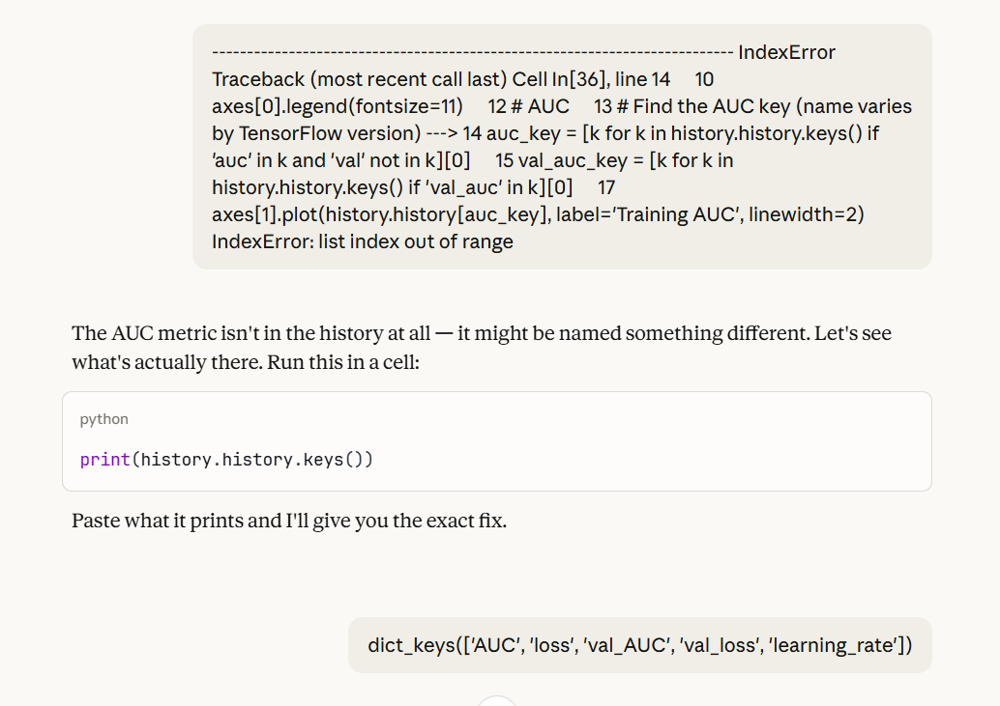 --------------------------------------------------------------------------- IndexError
Traceback (most recent call last) Cell In[36], line 14     10
axes[0].legend(fontsize=11)     12 # AUC     13 # Find the AUC key (name varies
by TensorFlow version) ---> 14 auc_key = [k for k in history.history.keys() if
'auc' in k and 'val' not in k][0]     15 val_auc_key = [k for k in
history.history.keys() if 'val_auc' in k][0]     17
axes[1].plot(history.history[auc_key], label='Training AUC', linewidth=2)
IndexError: list index out of range
The AUC metric isn't in the history at all — it might be named something different. Let's see
what's actually there. Run this in a cell:
python
print(history.history.keys())
Paste what it prints and I'll give you the exact fix.
dict_keys(['AUC', 'loss', 'val_AUC', 'val_loss', 'learning_rate'])